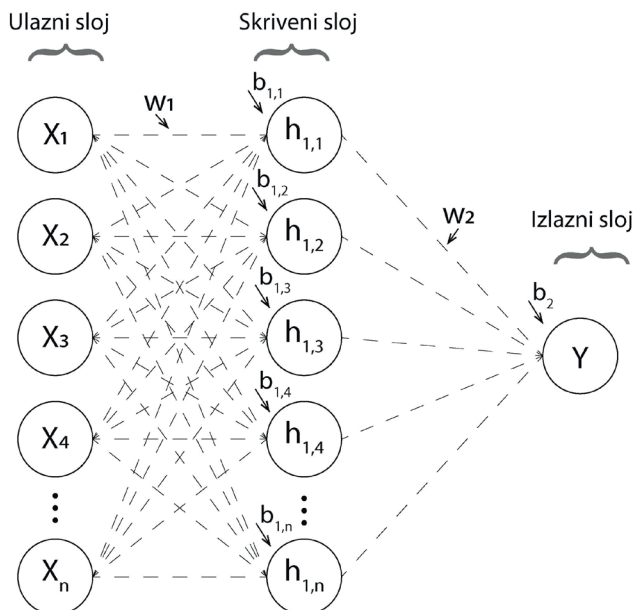 Ulazni sloj
Skriveni sloj
b1,1
W1
X1
h1,1
b1,2
X2
h1,2
W2
Izlazni sloj
b1,3
b2
X3
h1,3
Y
b1,4
X4
h1,4
b1,n
Xn
h1,n